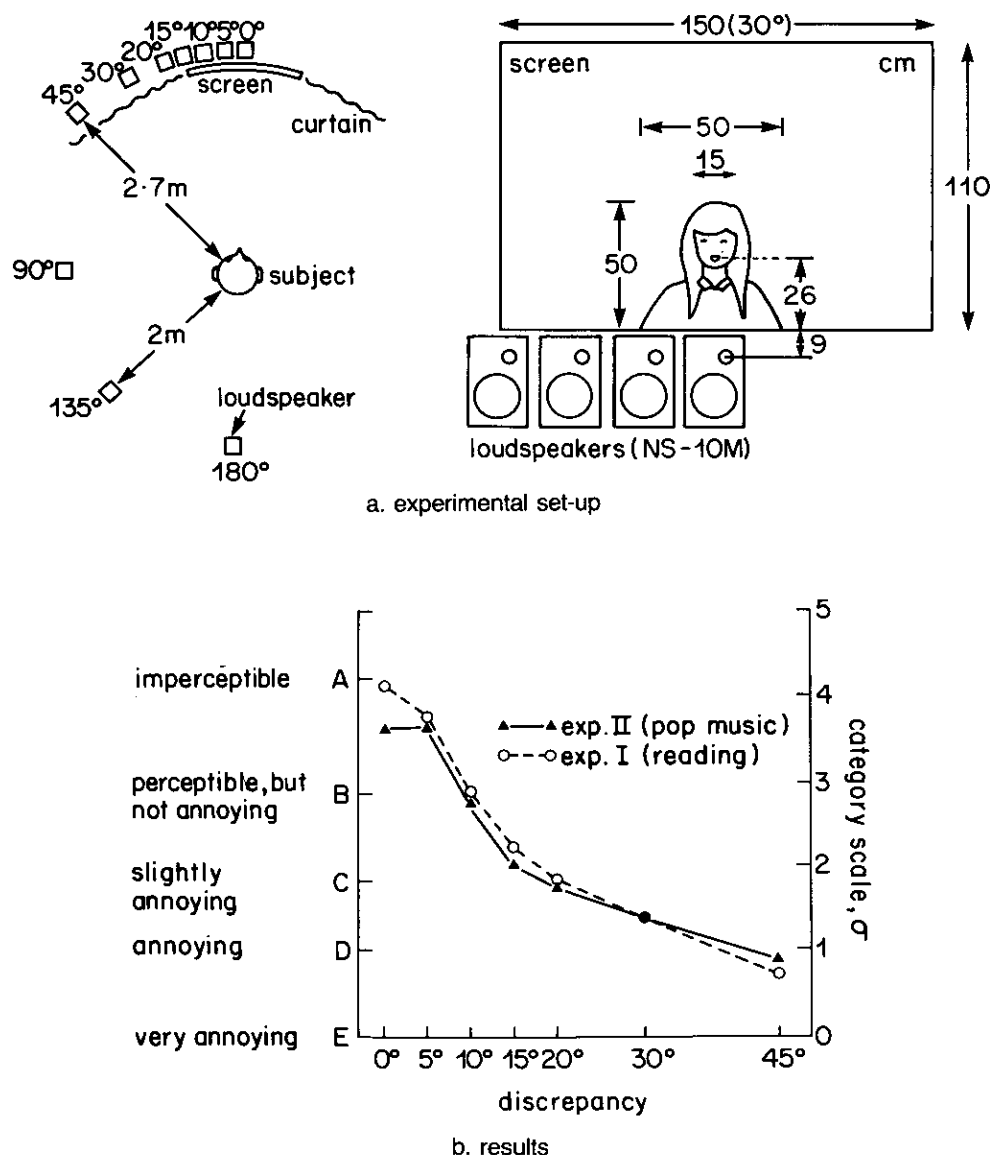 15° 10° 5° 0°
20°
30°
45°
screen
curtain
2·7m
90°
subject
2m
135°
loudspeaker
180°
150(30°)
screen
cm
50
15
110
50
26
9
loudspeakers (NS-10M)
a. experimental set-up
5
imperceptible A
4
exp. II (pop music)
exp. I (reading)
perceptible, but
not annoying
B
3
slightly
annoying
C
2
annoying D
1
very annoying E
0
category scale, σ
0° 5° 10° 15° 20° 30° 45°
discrepancy
b. results